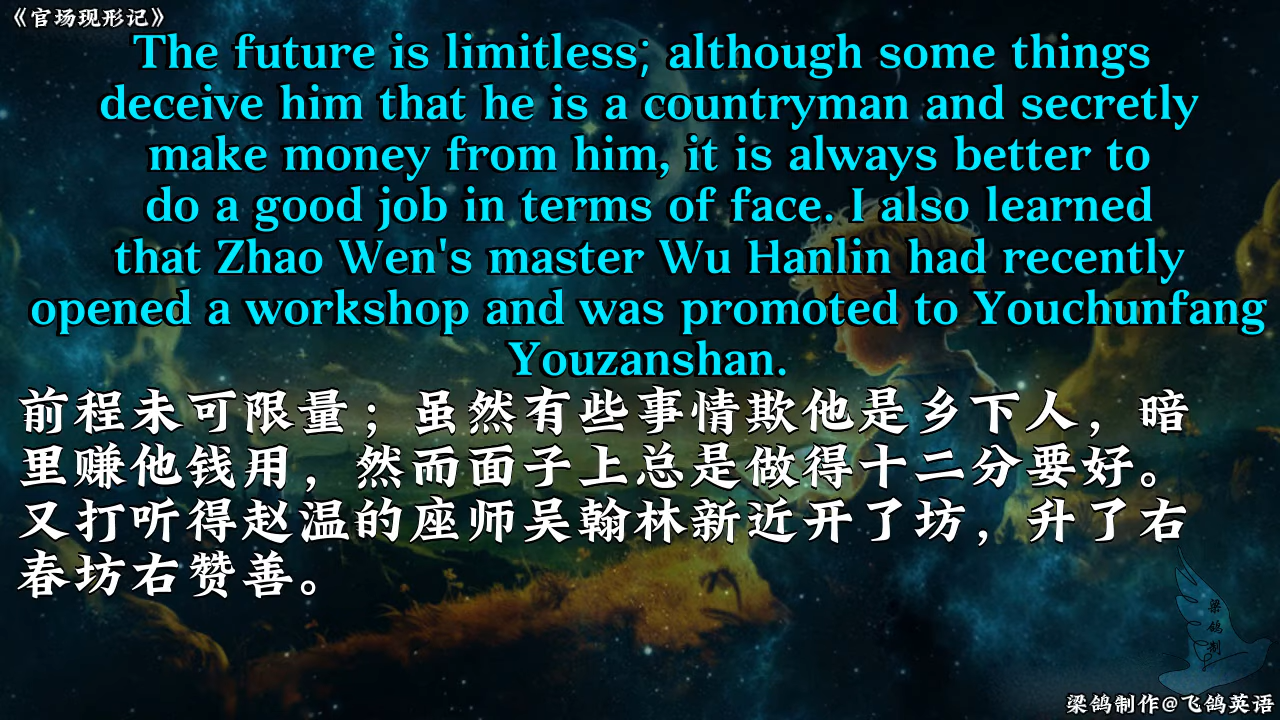 《官场现形记》
The future is limitless; although some things
deceive him that he is a countryman and secretly
make money from him, it is always better to
do a good job in terms of face. I also learned
that Zhao Wen's master Wu Hanlin had recently
opened a workshop and was promoted to Youchunfang
Youzanshan.
前程未可限量；虽然有些事情欺他是乡下人，暗
里赚他钱用，然而面子上总是做得十二分要好。
又打听得赵温的座师吴翰林新近开了坊，升了右
春坊右赞善。
梁
鸽
制
梁鸽制作@飞鸽英语